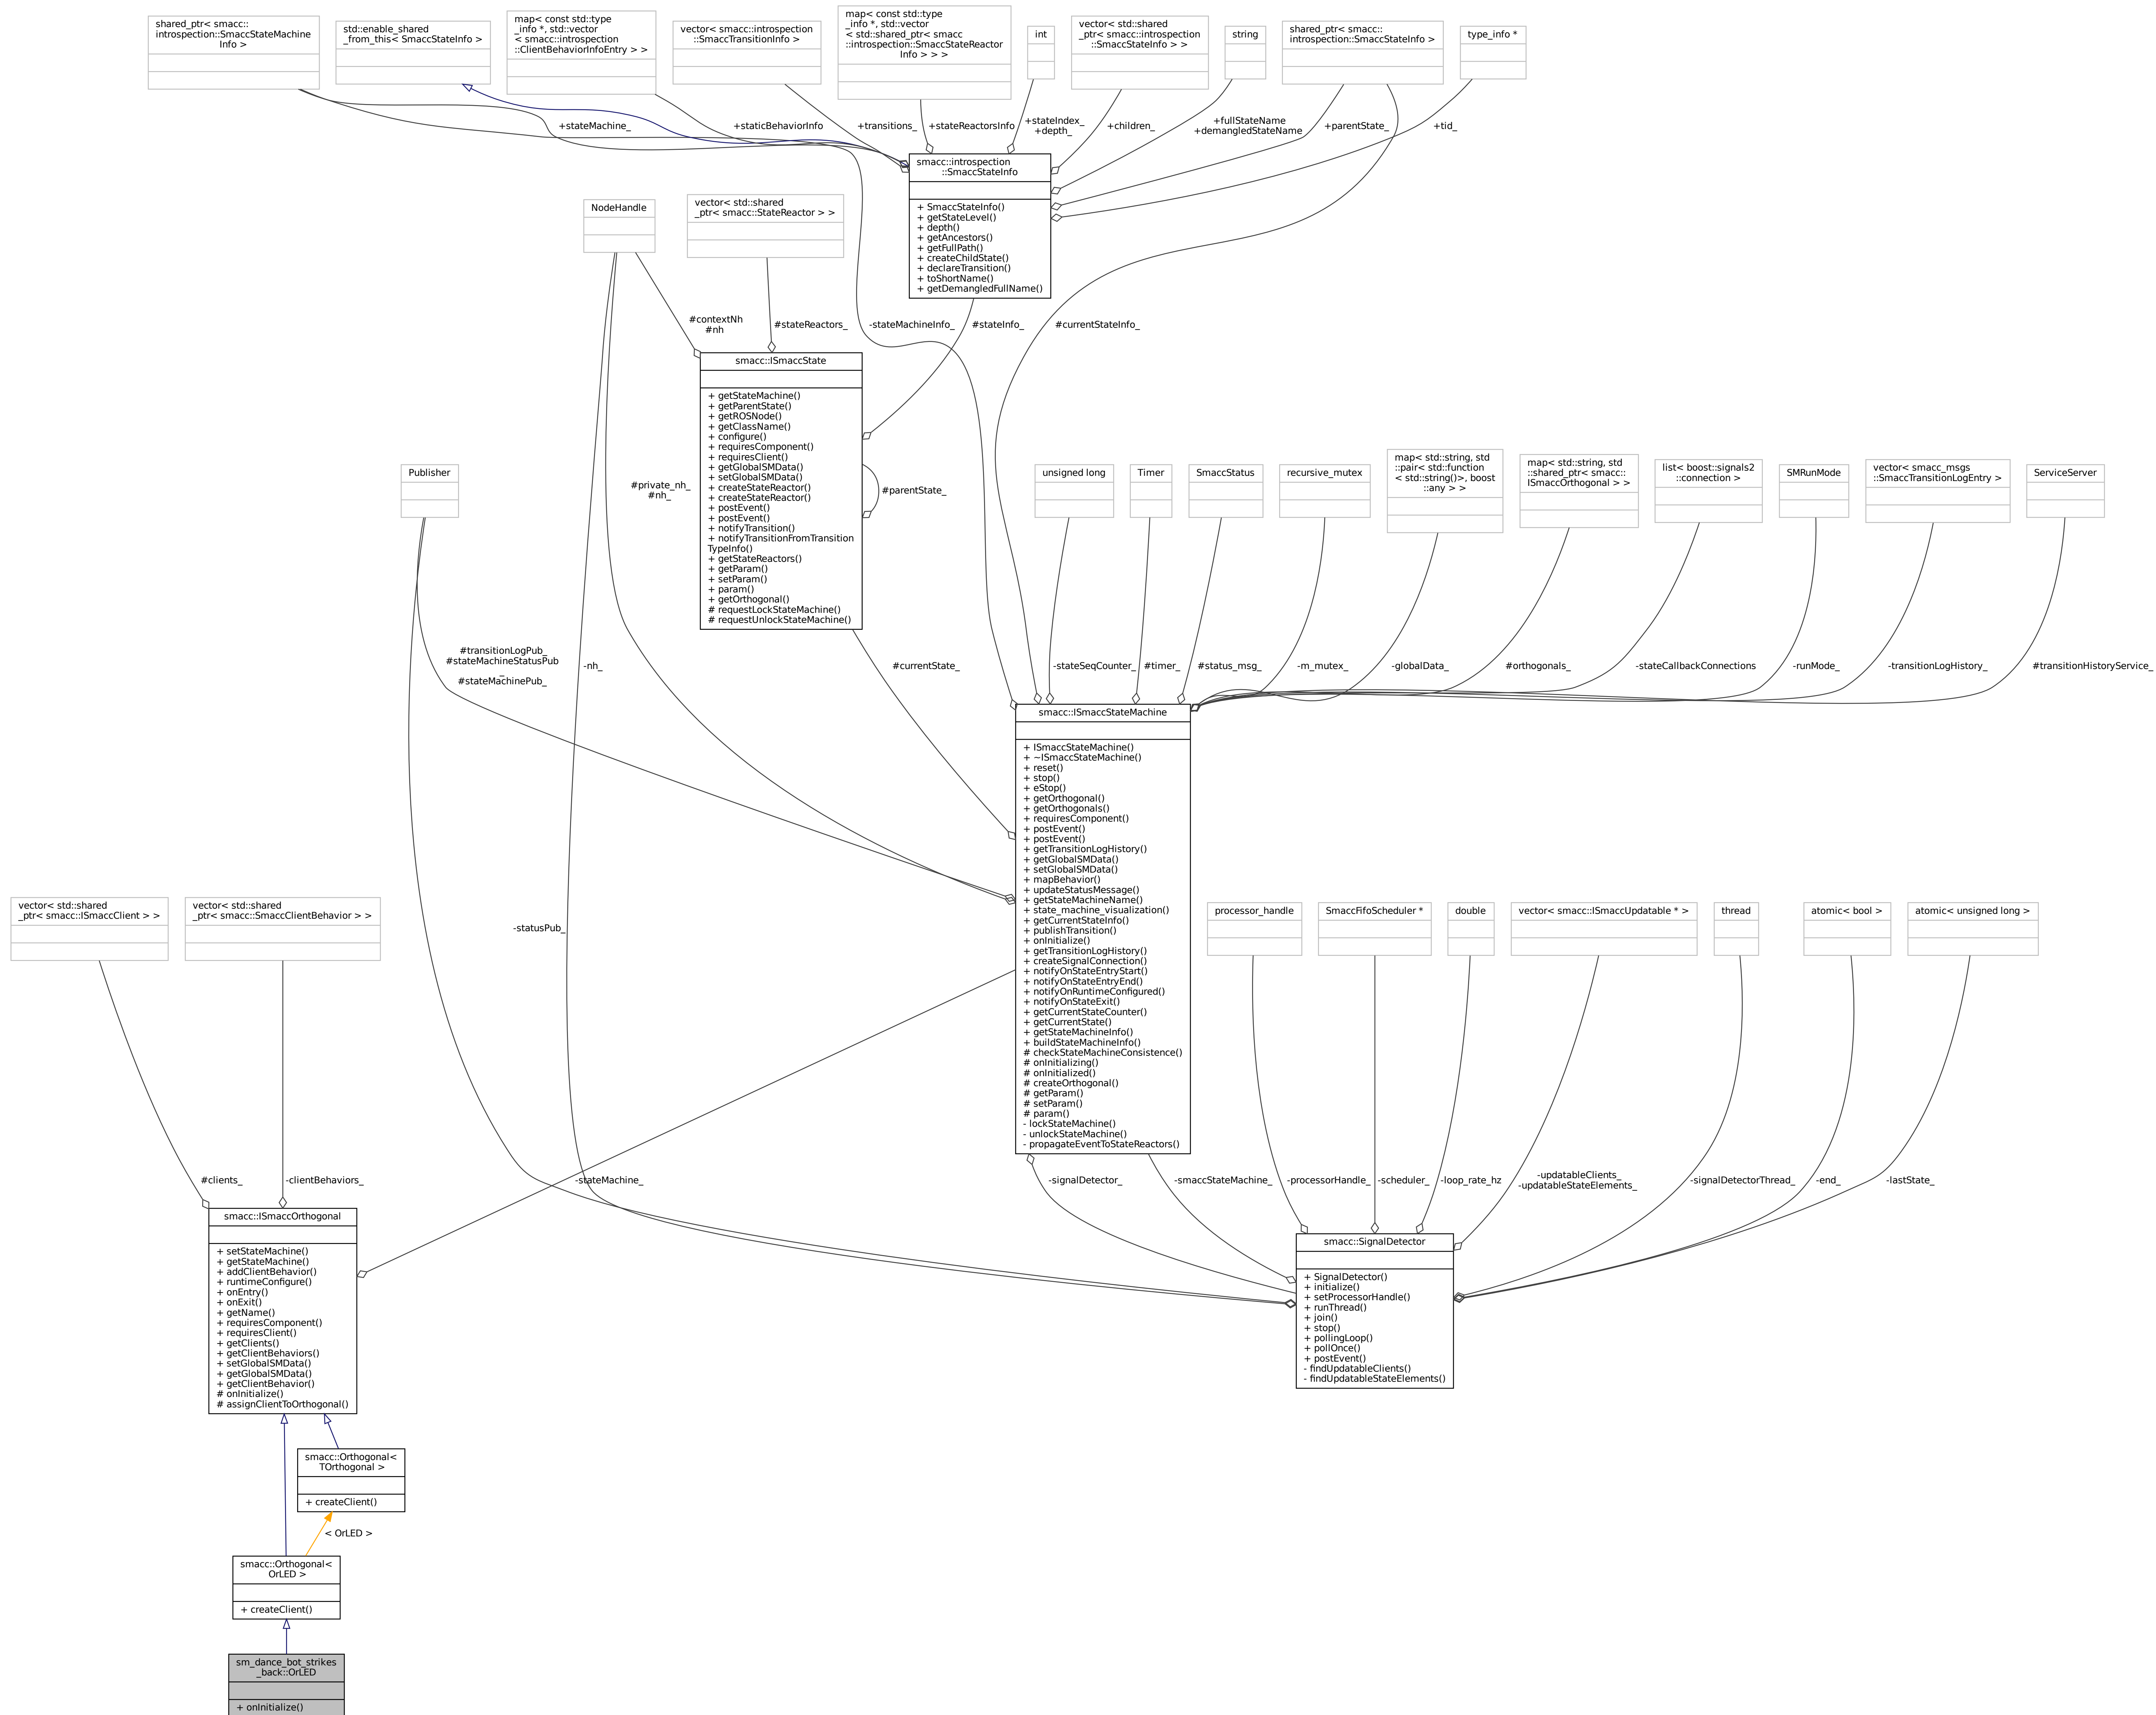 shared_ptr< smacc::
introspection::SmaccStateMachine
Info >
std::enable_shared
_from_this< SmaccStateInfo >
map< const std::type
_info *, std::vector
< smacc::introspection
::ClientBehaviorInfoEntry > >
vector< smacc::introspection
::SmaccTransitionInfo >
map< const std::type
_info *, std::vector
< std::shared_ptr< smacc
::introspection::SmaccStateReactor
Info > > >
int
vector< std::shared
_ptr< smacc::introspection
::SmaccStateInfo > >
string
shared_ptr< smacc::
introspection::SmaccStateInfo >
type_info *
+stateMachine_
+staticBehaviorInfo
+transitions_
+stateReactorsInfo
+stateIndex_
+depth_
+children_
+fullStateName
+demangledStateName
+parentState_
+tid_
smacc::introspection
::SmaccStateInfo
+ SmaccStateInfo()
+ getStateLevel()
+ depth()
+ getAncestors()
+ getFullPath()
+ createChildState()
+ declareTransition()
+ toShortName()
+ getDemangledFullName()
NodeHandle
vector< std::shared
_ptr< smacc::StateReactor > >
#contextNh
#nh
#stateReactors_
-stateMachineInfo_
#stateInfo_
#currentStateInfo_
smacc::ISmaccState
+ getStateMachine()
+ getParentState()
+ getROSNode()
+ getClassName()
+ configure()
+ requiresComponent()
+ requiresClient()
+ getGlobalSMData()
+ setGlobalSMData()
+ createStateReactor()
+ createStateReactor()
+ postEvent()
+ postEvent()
+ notifyTransition()
+ notifyTransitionFromTransition
TypeInfo()
+ getStateReactors()
+ getParam()
+ setParam()
+ param()
+ getOrthogonal()
# requestLockStateMachine()
# requestUnlockStateMachine()
#parentState_
Publisher
#private_nh_
#nh_
unsigned long
Timer
SmaccStatus
recursive_mutex
map< std::string, std
::pair< std::function
< std::string()>, boost
::any > >
map< std::string, std
::shared_ptr< smacc::
ISmaccOrthogonal > >
list< boost::signals2
::connection >
SMRunMode
vector< smacc_msgs
::SmaccTransitionLogEntry >
ServiceServer
#transitionLogPub_
#stateMachineStatusPub
_
#stateMachinePub_
-nh_
#currentState_
-stateSeqCounter_
#timer_
#status_msg_
-m_mutex_
-globalData_
#orthogonals_
-stateCallbackConnections
-runMode_
-transitionLogHistory_
#transitionHistoryService_
smacc::ISmaccStateMachine
+ ISmaccStateMachine()
+ ~ISmaccStateMachine()
+ reset()
+ stop()
+ eStop()
+ getOrthogonal()
+ getOrthogonals()
+ requiresComponent()
+ postEvent()
+ postEvent()
+ getTransitionLogHistory()
+ getGlobalSMData()
+ setGlobalSMData()
+ mapBehavior()
+ updateStatusMessage()
+ getStateMachineName()
+ state_machine_visualization()
+ getCurrentStateInfo()
+ publishTransition()
+ onInitialize()
+ getTransitionLogHistory()
+ createSignalConnection()
+ notifyOnStateEntryStart()
+ notifyOnStateEntryEnd()
+ notifyOnRuntimeConfigured()
+ notifyOnStateExit()
+ getCurrentStateCounter()
+ getCurrentState()
+ getStateMachineInfo()
+ buildStateMachineInfo()
# checkStateMachineConsistence()
# onInitializing()
# onInitialized()
# createOrthogonal()
# getParam()
# setParam()
# param()
- lockStateMachine()
- unlockStateMachine()
- propagateEventToStateReactors()
vector< std::shared
_ptr< smacc::ISmaccClient > >
vector< std::shared
_ptr< smacc::SmaccClientBehavior > >
-statusPub_
processor_handle
SmaccFifoScheduler *
double
vector< smacc::ISmaccUpdatable * >
thread
atomic< bool >
atomic< unsigned long >
#clients_
-clientBehaviors_
-stateMachine_
-signalDetector_
-smaccStateMachine_
-processorHandle_
-scheduler_
-loop_rate_hz
-updatableClients_
-updatableStateElements_
-signalDetectorThread_
-end_
-lastState_
smacc::ISmaccOrthogonal
+ setStateMachine()
+ getStateMachine()
+ addClientBehavior()
+ runtimeConfigure()
+ onEntry()
+ onExit()
+ getName()
+ requiresComponent()
+ requiresClient()
+ getClients()
+ getClientBehaviors()
+ setGlobalSMData()
+ getGlobalSMData()
+ getClientBehavior()
# onInitialize()
# assignClientToOrthogonal()
smacc::SignalDetector
+ SignalDetector()
+ initialize()
+ setProcessorHandle()
+ runThread()
+ join()
+ stop()
+ pollingLoop()
+ pollOnce()
+ postEvent()
- findUpdatableClients()
- findUpdatableStateElements()
smacc::Orthogonal<
TOrthogonal >
+ createClient()
< OrLED >
smacc::Orthogonal<
OrLED >
+ createClient()
sm_dance_bot_strikes
_back::OrLED
+ onInitialize()